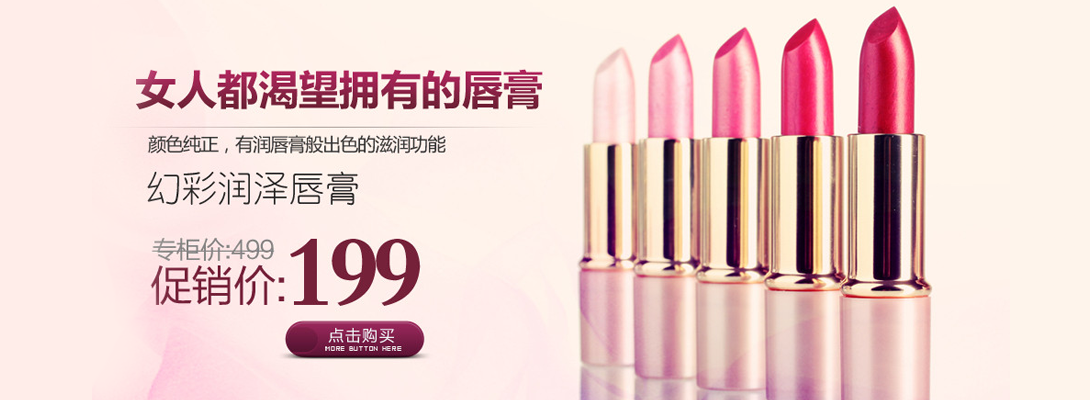 女人都渴望拥有的唇膏
颜色纯正，有润唇膏般出色的滋润功能
幻彩润泽唇膏
专柜价:499
促销价:199
点击购买
MORE BUTTON HERE